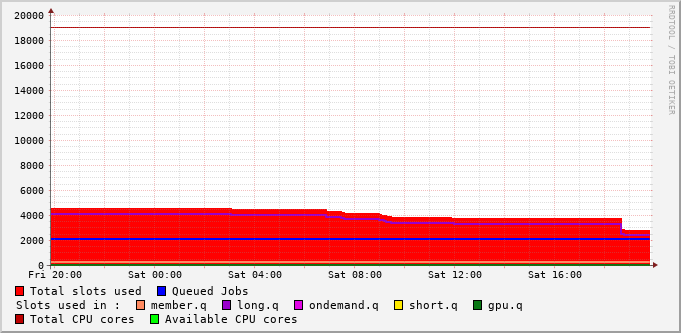 RRDTOOL / TOBI OETIKER
20000
18000
16000
14000
12000
10000
8000
6000
4000
2000
0
Fri 20:00 Sat 00:00 Sat 04:00 Sat 08:00 Sat 12:00 Sat 16:00
Total slots used Queued Jobs
Slots used in : member.q long.q ondemand.q short.q gpu.q
Total CPU cores Available CPU cores